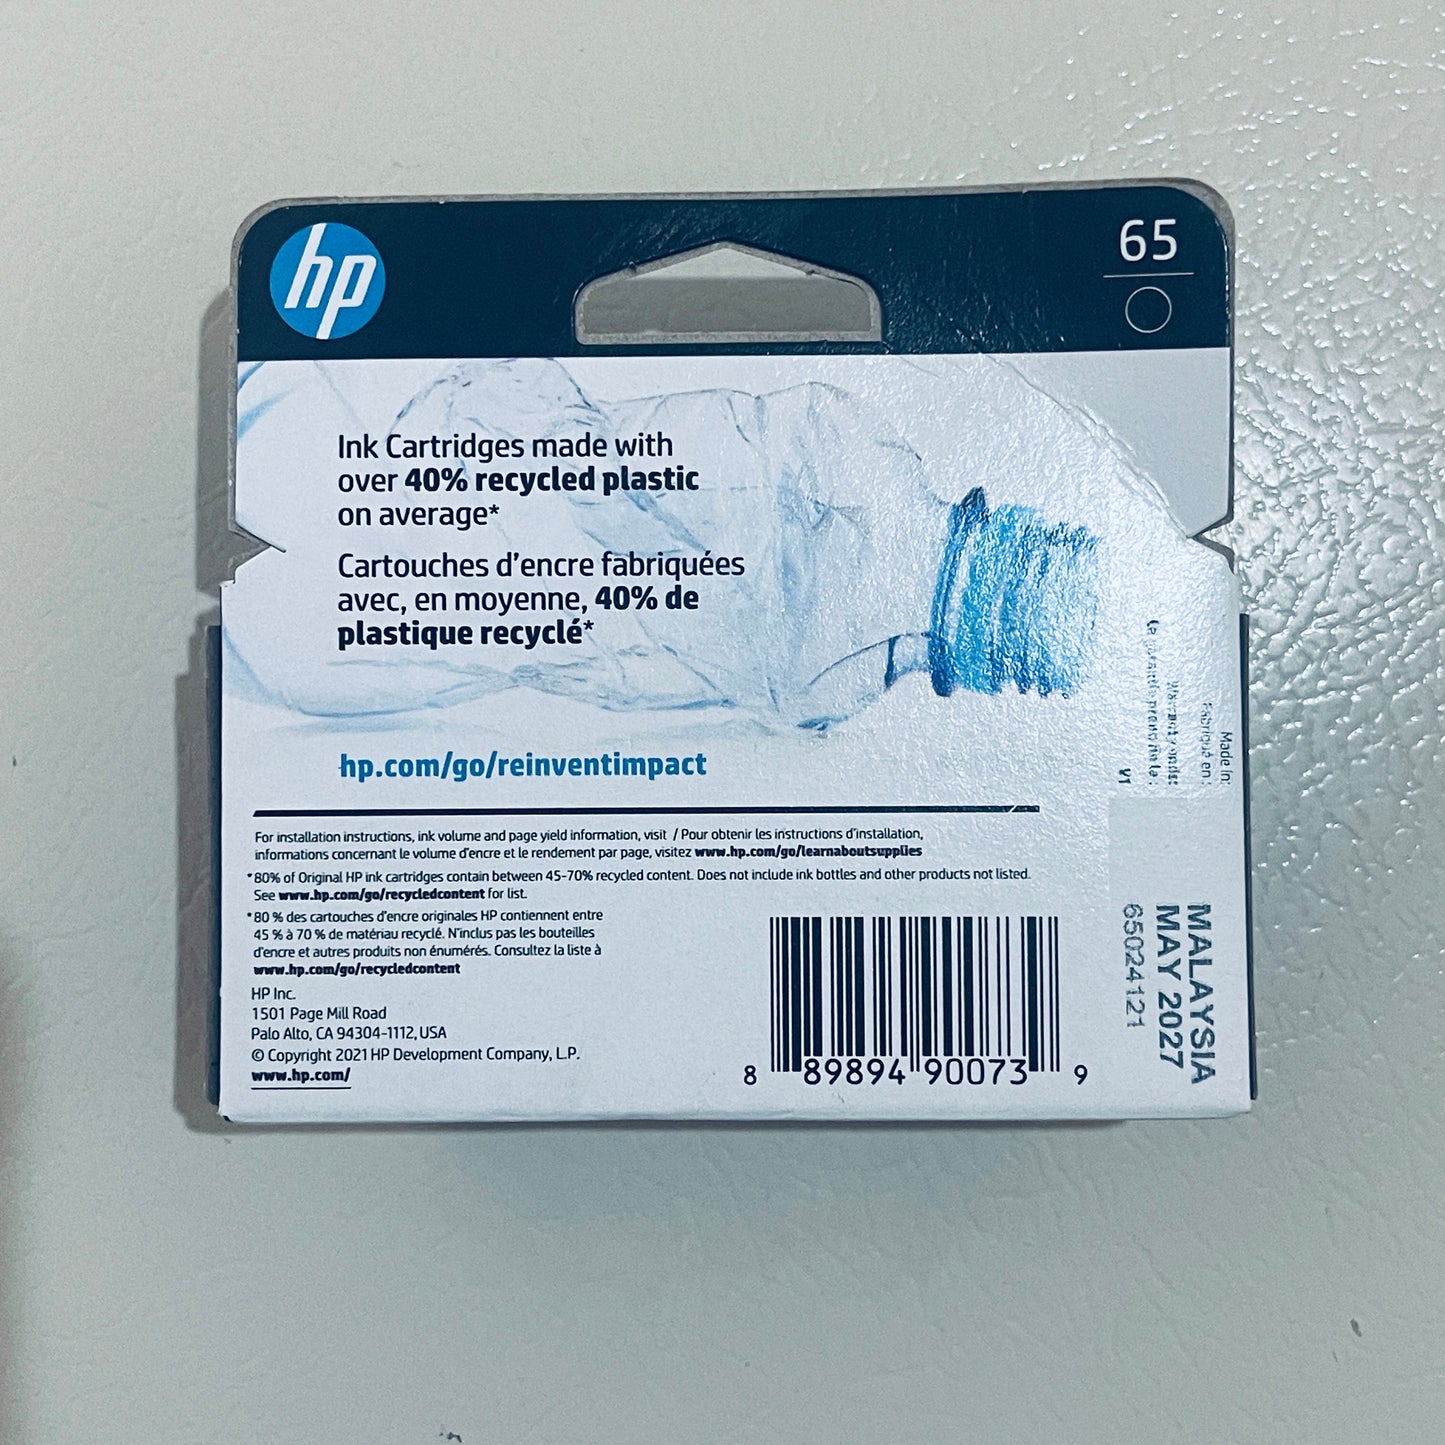 hp
65
Ink Cartridges made with
over 40% recycled plastic
on average*
Cartouches d'encre fabriquées
avec, en moyenne, 40% de
plastique recyclé*
hp.com/go/reinventimpact
For installation instructions, ink volume and page yield information, visit / Pour obtenir les instructions d'installation,
informations concernant le volume d'encre et le rendement par page, visitez www.hp.com/go/learnaboutsupplies
*80% of Original HP ink cartridges contain between 45-70% recycled content. Does not include ink bottles and other products not listed.
See www.hp.com/go/recycledcontent for list.
*80 % des cartouches d'encre originales HP contiennent entre
45 % à 70 % de matériau recyclé. N'inclus pas les bouteilles
d'encre et autres produits non énumérés. Consultez la liste à
www.hp.com/go/recycledcontent
HP Inc.
1501 Page Mill Road
Palo Alto, CA 94304-1112, USA
© Copyright 2021 HP Development Company, L.P.
www.hp.com/
8 89894 90073 9
Made in:
Fabriqué en :
V1
MALAYSIA
MAY 2027
65024121